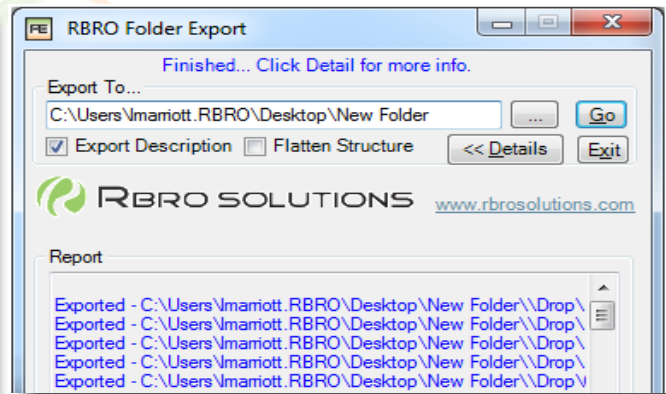 PE RBRO Folder Export
Finished... Click Detail for more info.
Export To...
C:\Users\lmarriott.RBRO\Desktop\New Folder ... Go
Export Description Flatten Structure << Details Exit
RBRO SOLUTIONS www.rbrosolutions.com
Report
Exported - C:\Users\lmarriott.RBRO\Desktop\New Folder\\Drop\
Exported - C:\Users\lmarriott.RBRO\Desktop\New Folder\\Drop\
Exported - C:\Users\lmarriott.RBRO\Desktop\New Folder\\Drop\
Exported - C:\Users\lmarriott.RBRO\Desktop\New Folder\\Drop\
Exported - C:\Users\lmarriott.RBRO\Desktop\New Folder\\Drop\